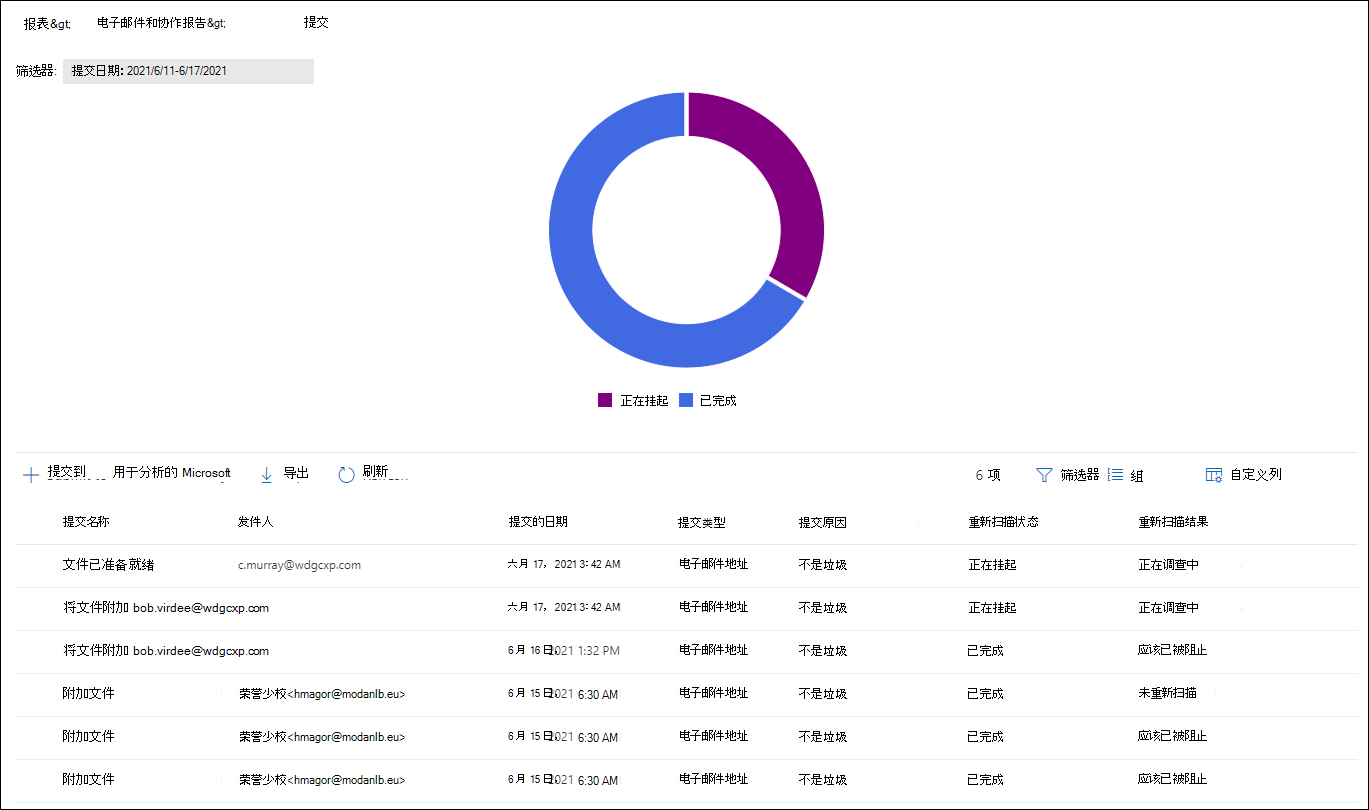 报表&gt; 电子邮件和协作报告&gt; 提交
筛选器: 提交日期: 2021/6/11-6/17/2021
正在挂起 已完成
提交到 用于分析的 Microsoft 导出 刷新 6 项 筛选器 组 自定义列
提交名称 发件人 提交的日期 提交类型 提交原因 重新扫描状态 重新扫描结果
文件已准备就绪 c.murray@wdgcxp.com 六月 17，2021 3: 42 AM 电子邮件地址 不是垃圾 正在挂起 正在调查中
将文件附加 bob.virdee@wdgcxp.com 六月 17，2021 3: 42 AM 电子邮件地址 不是垃圾 正在挂起 正在调查中
将文件附加 bob.virdee@wdgcxp.com 6月 16 日, 2021 1:32 PM 电子邮件地址 不是垃圾 已完成 应该已被阻止
附加文件 荣誉少校<hmagor@modanlb.eu> 6月 15 日, 2021 6:30 AM 电子邮件地址 不是垃圾 已完成 未重新扫描
附加文件 荣誉少校<hmagor@modanlb.eu> 6月 15 日, 2021 6:30 AM 电子邮件地址 不是垃圾 已完成 应该已被阻止
附加文件 荣誉少校<hmagor@modanlb.eu> 6月 15 日, 2021 6:30 AM 电子邮件地址 不是垃圾 已完成 应该已被阻止